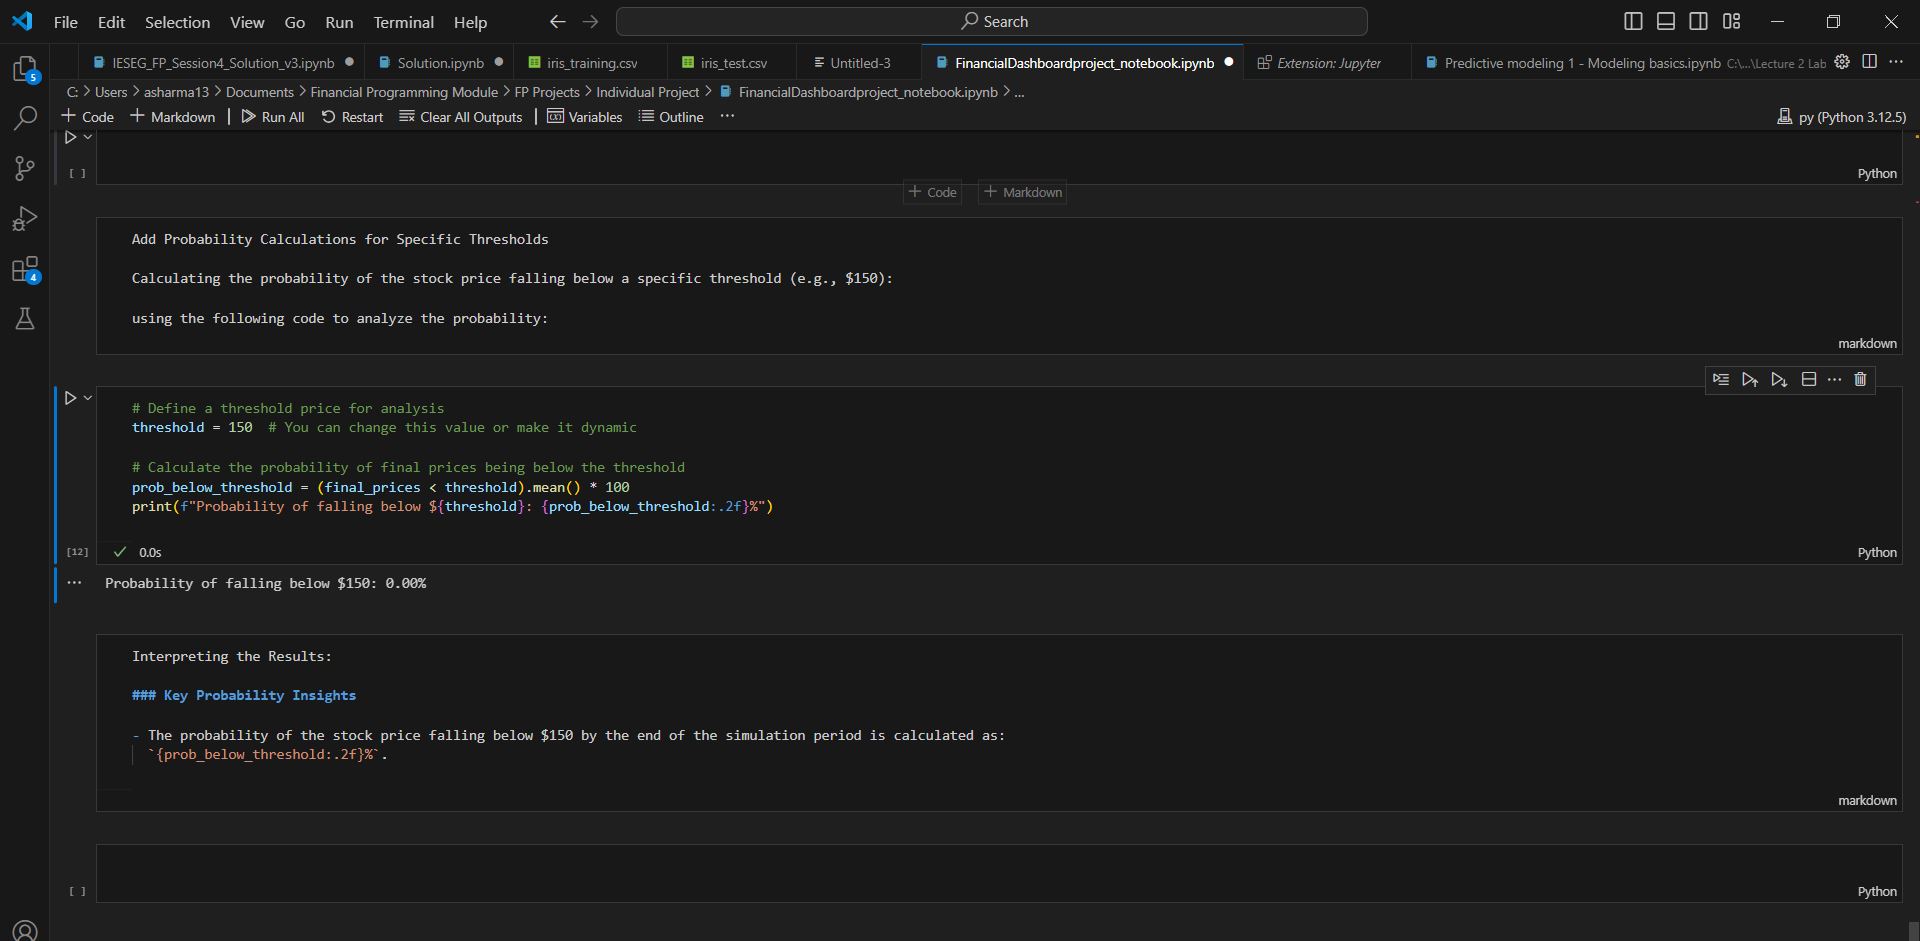 File Edit Selection View Go Run Terminal Help
Search
IESEG_FP_Session4_Solution_v3.ipynb Solution.ipynb iris_training.csv iris_test.csv Untitled-3 FinancialDashboardproject_notebook.ipynb Extension: Jupyter Predictive modeling 1 - Modeling basics.ipynb C:\...\Lecture 2 Lab
5
C: > Users > asharma13 > Documents > Financial Programming Module > FP Projects > Individual Project > FinancialDashboardproject_notebook.ipynb > ...
+ Code + Markdown | Run All Restart Clear All Outputs | Variables Outline ... py (Python 3.12.5)
[ ] Python
+ Code + Markdown
Add Probability Calculations for Specific Thresholds
4
Calculating the probability of the stock price falling below a specific threshold (e.g., $150):
using the following code to analyze the probability:
markdown
# Define a threshold price for analysis
threshold = 150  # You can change this value or make it dynamic
# Calculate the probability of final prices being below the threshold
prob_below_threshold = (final_prices < threshold).mean() * 100
print(f"Probability of falling below ${threshold}: {prob_below_threshold:.2f}%")
[12] 0.0s Python
... Probability of falling below $150: 0.00%
Interpreting the Results:
### Key Probability Insights
- The probability of the stock price falling below $150 by the end of the simulation period is calculated as:
`{prob_below_threshold:.2f}%`.
markdown
[ ] Python